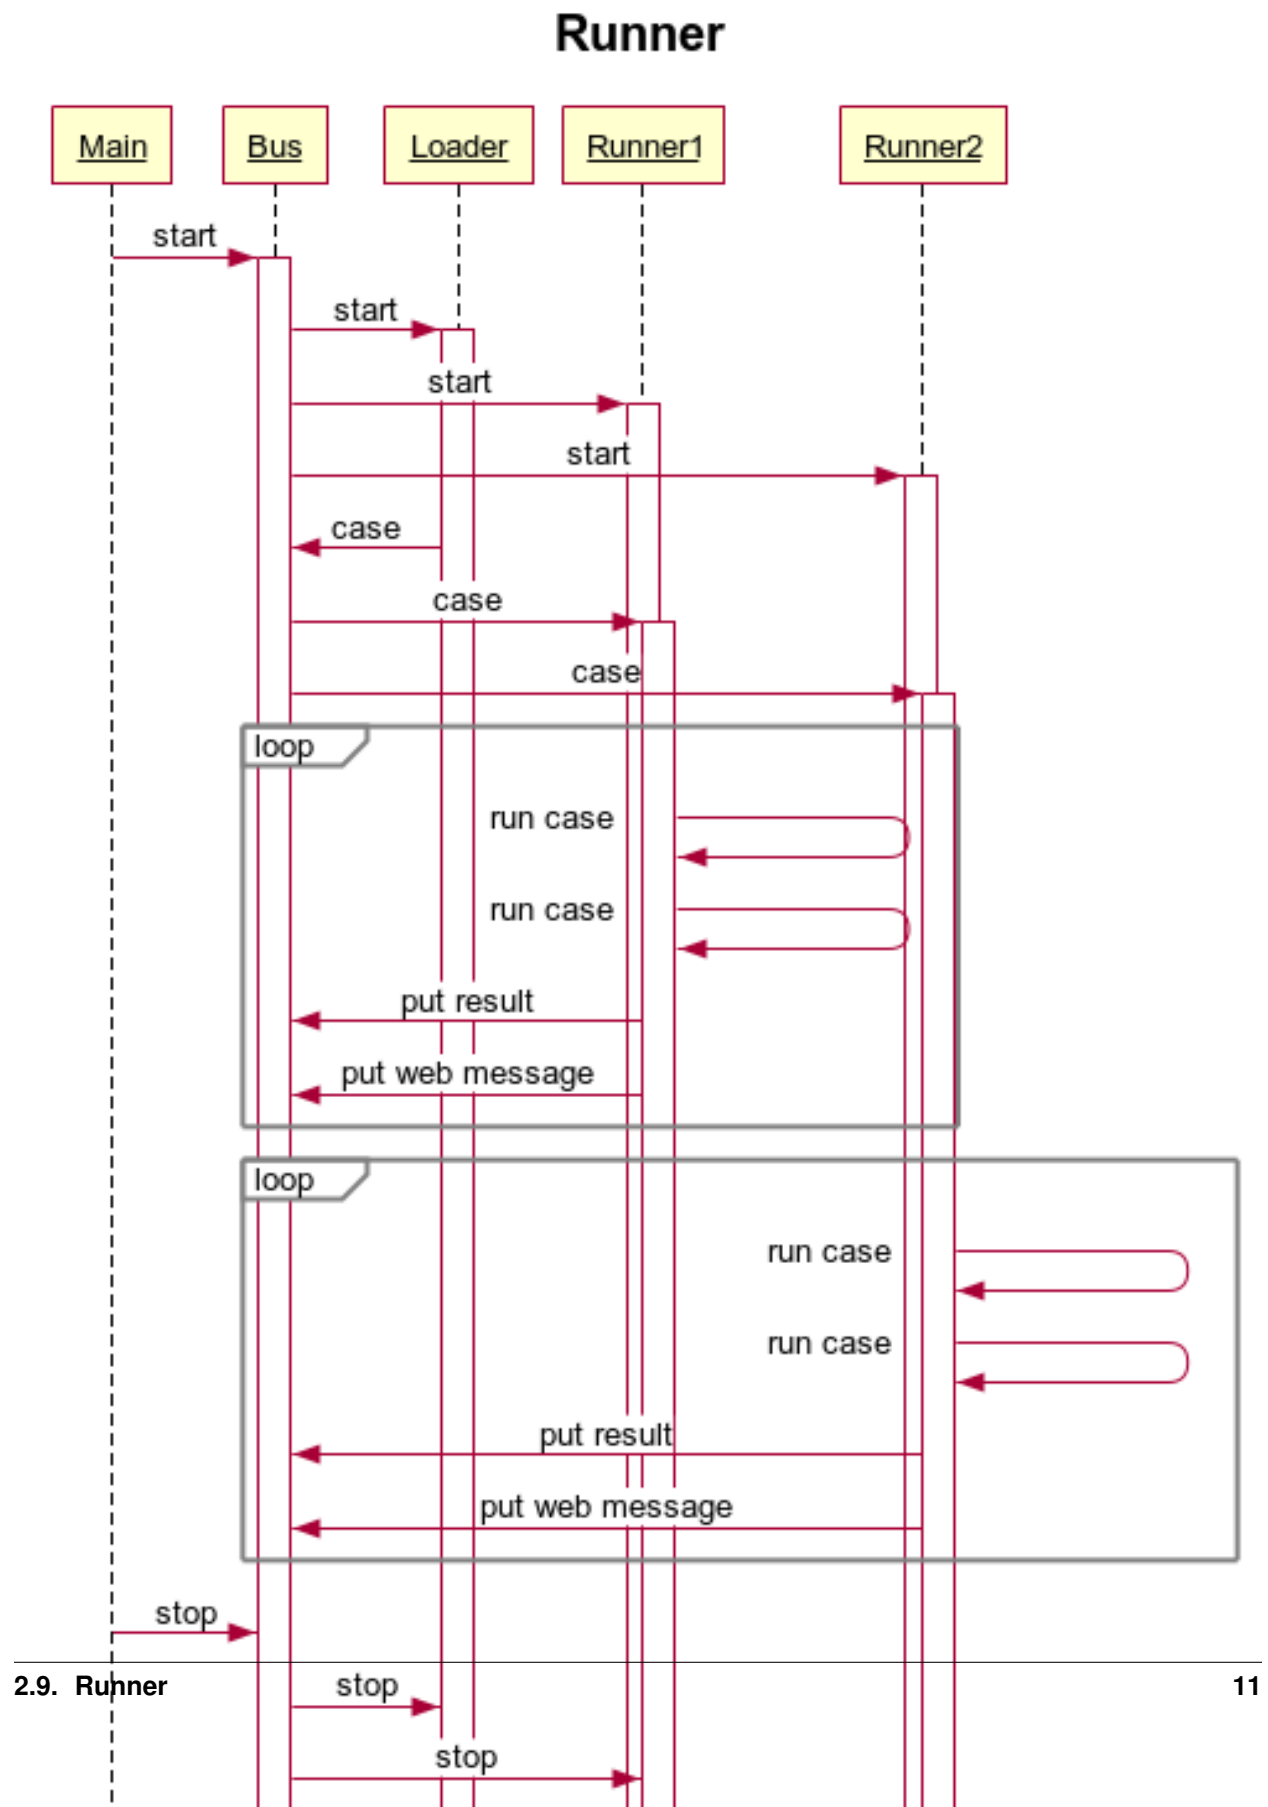 Runner
Main Bus Loader Runner1 Runner2
start
start
start
start
case
case
case
loop
run case
run case
put result
put web message
loop
run case
run case
put result
put web message
stop
2.9. Runner 11
stop
stop